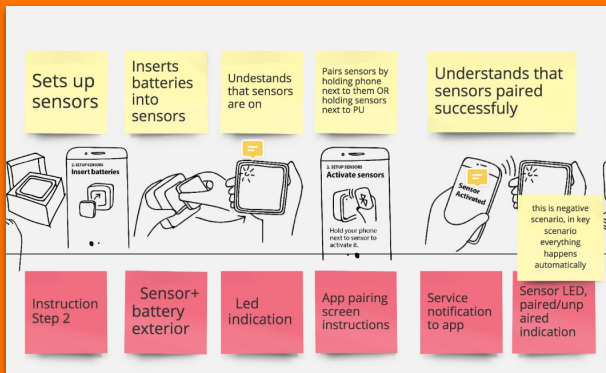 Sets up
sensors
Inserts
batteries
into
sensors
Undestands
that sensors
are on
Pairs sensors by
holding phone
next to them OR
holding sensors
next to PU
Understands that
sensors paired
successfuly
2. SETUP SENSORS
Insert batteries
2. SETUP SENSORS
Activate sensors
Hold your phone
next to sensor to
activate it.
Sensor
Activated
this is negative
scenario, in key
scenario
everything
happens
automatically
Instruction
Step 2
Sensor+
battery
exterior
Led
indication
App pairing
screen
instructions
Service
notification
to app
Sensor LED,
paired/unp
aired
indication